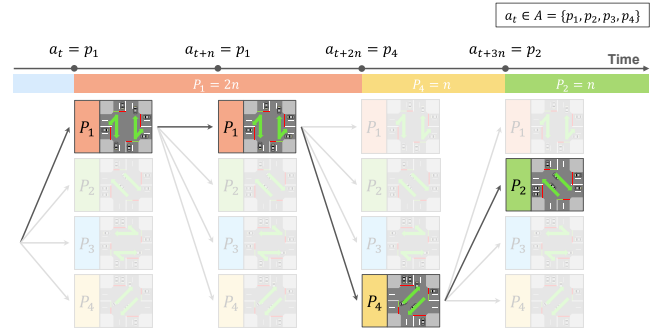 a_t ∈ A = {p_1, p_2, p_3, p_4}
a_t = p_1 a_{t+n} = p_1 a_{t+2n} = p_4 a_{t+3n} = p_2
Time
P_1 = 2n P_4 = n P_2 = n
P_1 P_1 P_1 P_1
P_2 P_2 P_2 P_2
P_3 P_3 P_3 P_3
P_4 P_4 P_4 P_4